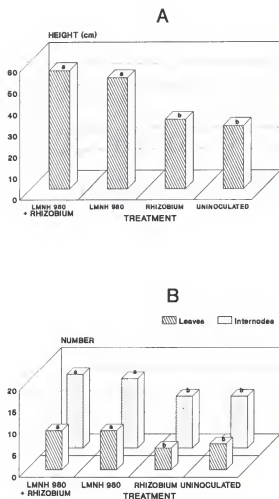 A
HEIGHT (cm)
60
50
40
30
20
10
0
a
a
b
b
LMNH 980
+ RHIZOBIUM
LMNH 980
RHIZOBIUM
UNINOCULATED
TREATMENT
B
Leaves
Internodes
NUMBER
20
15
10
5
0
a
a
b
b
a
a
b
b
LMNH 980
+ RHIZOBIUM
LMNH 980
RHIZOBIUM
UNINOCULATED
TREATMENT